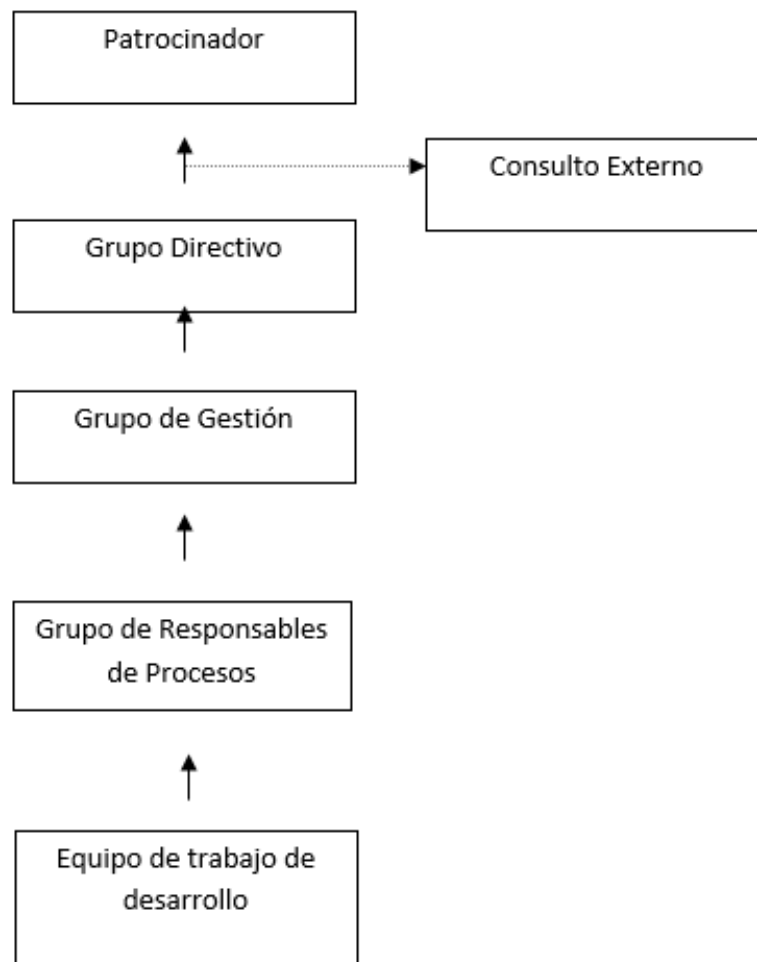 Patrocinador
Consulto Externo
Grupo Directivo
Grupo de Gestión
Grupo de Responsables
de Procesos
Equipo de trabajo de
desarrollo